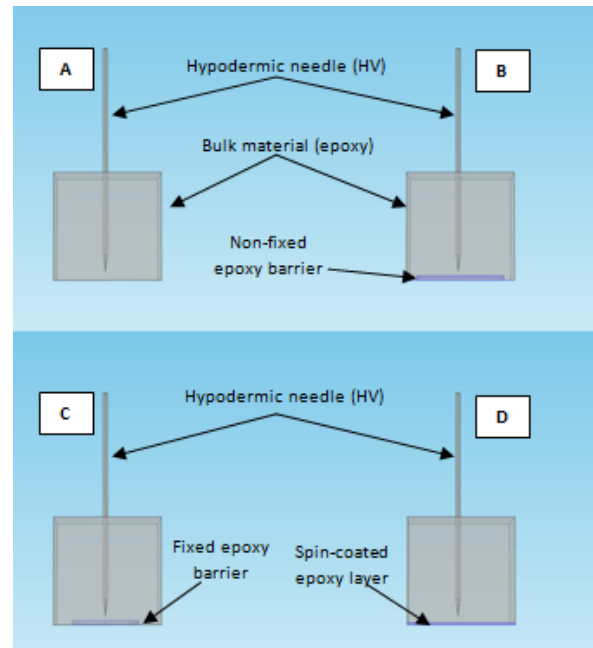 A
Hypodermic needle (HV)
B
Bulk material (epoxy)
Non-fixed
epoxy barrier
C
Hypodermic needle (HV)
D
Fixed epoxy
barrier
Spin-coated
epoxy layer